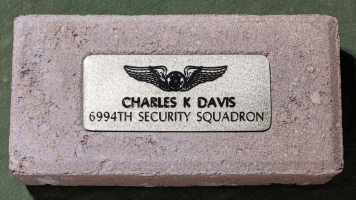 CHARLES K DAVIS
6994TH SECURITY SQUADRON